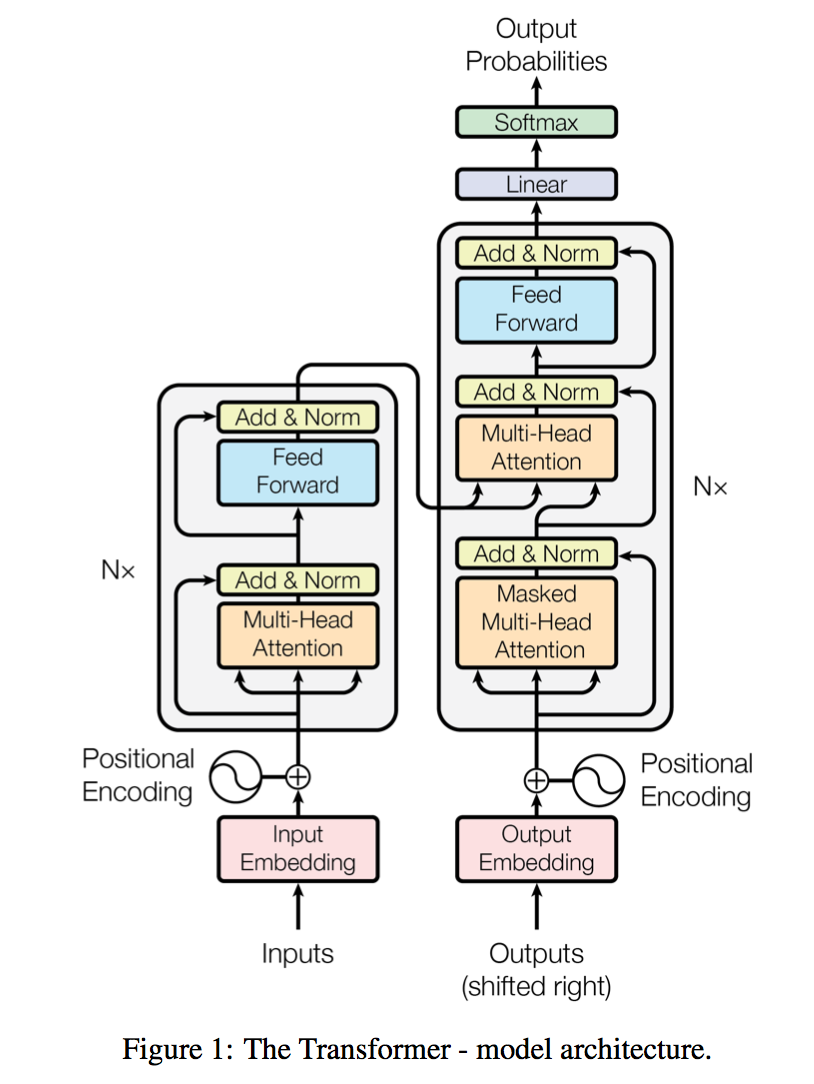 Output
Probabilities
Softmax
Linear
Add & Norm
Feed
Forward
Add & Norm
Multi-Head
Attention
Add & Norm
Masked
Multi-Head
Attention
Nx
Add & Norm
Feed
Forward
Add & Norm
Multi-Head
Attention
Nx
Positional
Encoding
Positional
Encoding
Input
Embedding
Output
Embedding
Inputs
Outputs
(shifted right)
Figure 1: The Transformer - model architecture.